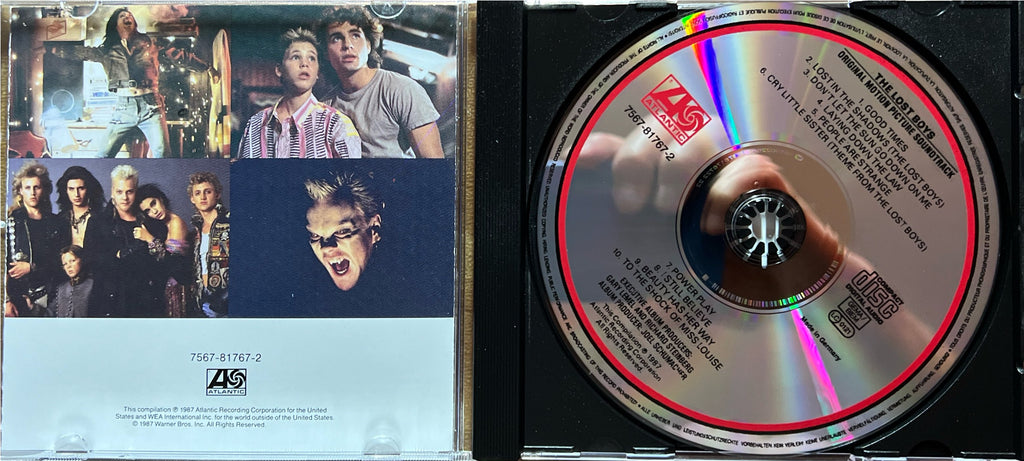 7567-81767-2
ATLANTIC
This compilation ℗ 1987 Atlantic Recording Corporation for the United
States and WEA International Inc. for the world outside of the United States.
© 1987 Warner Bros. Inc. All Rights Reserved.
THE LOST BOYS
ORIGINAL MOTION PICTURE SOUNDTRACK
1. GOOD TIMES
2. LOST IN THE SHADOWS (THE LOST BOYS)
3. DON'T LET THE SUN GO DOWN ON ME
4. LAYING DOWN THE LAW
5. PEOPLE ARE STRANGE
6. CRY LITTLE SISTER (THEME FROM THE LOST BOYS)
ATLANTIC
7567-81767-2
7. POWER PLAY
8. I STILL BELIEVE
9. BEAUTY HAS HER WAY
10. TO THE SHOCK OF MISS LOUISE
EXECUTIVE ALBUM PRODUCERS:
GARY LEMEL AND RICHARD STEINBERG
ALBUM PRODUCER: JOEL SCHUMACHER
This Compilation ℗ 1987
Atlantic Recording Corporation
All Rights Reserved.
COMPACT
disc
DIGITAL AUDIO
Made in Germany